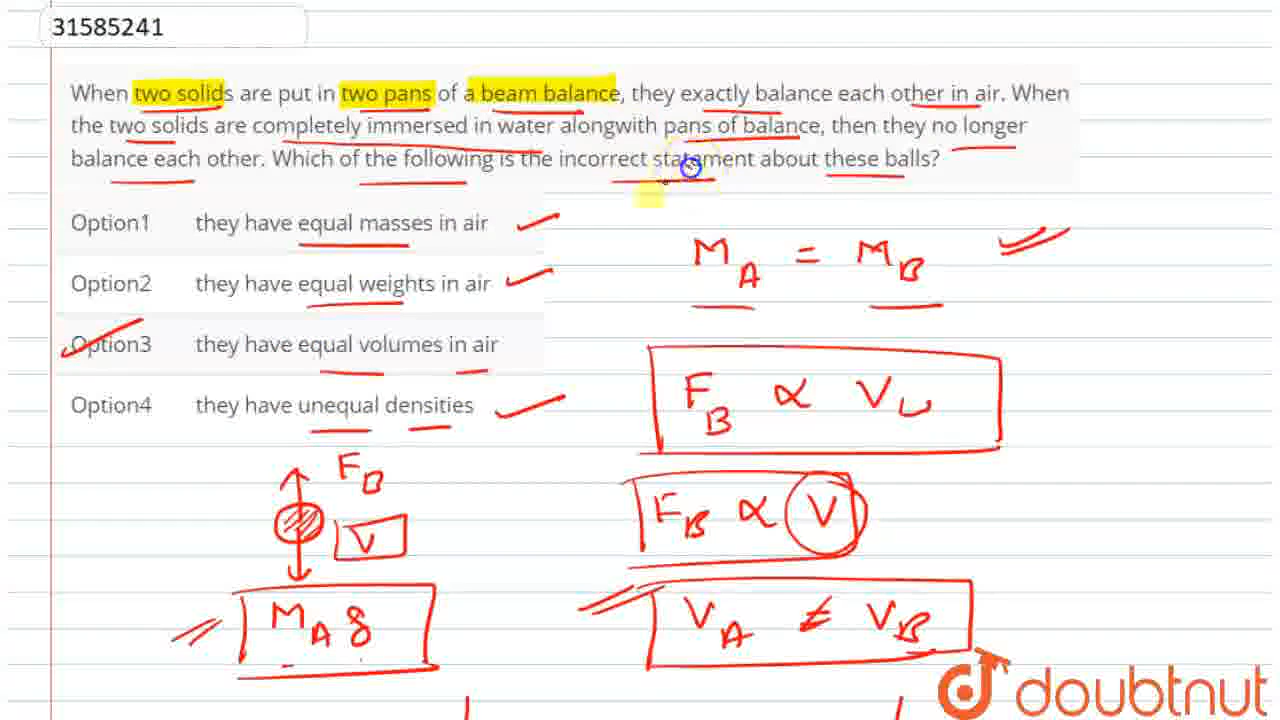 31585241
When two solids are put in two pans of a beam balance, they exactly balance each other in air. When
the two solids are completely immersed in water alongwith pans of balance, then they no longer
balance each other. Which of the following is the incorrect statement about these balls?
Option1 they have equal masses in air
Option2 they have equal weights in air
Option3 they have equal volumes in air
Option4 they have unequal densities
M_A = M_B
F_B ∝ V
F_B
F_B ∝ V
V
M_A g
V_A ≠ V_B
doubtnut